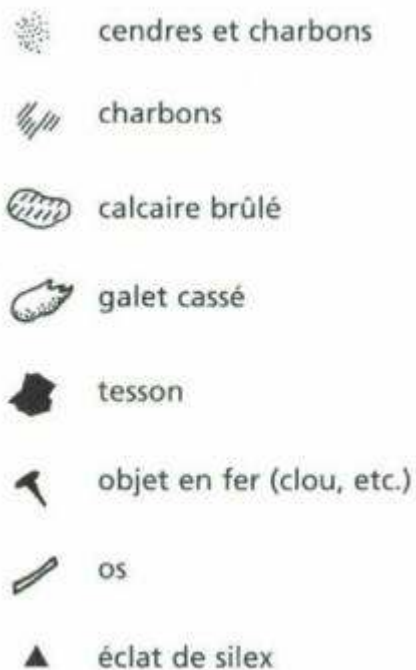 cendres et charbons
charbons
calcaire brûlé
galet cassé
tesson
objet en fer (clou, etc.)
os
éclat de silex